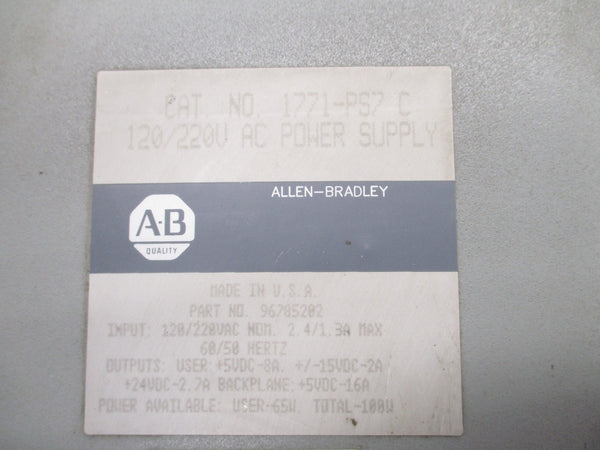 CAT. NO. 1771-PS7 C
120/220V AC POWER SUPPLY
ALLEN-BRADLEY
A·B
QUALITY
MADE IN U.S.A.
PART NO. 96785202
INPUT: 120/220VAC NOM. 2.4/1.3A MAX
60/50 HERTZ
OUTPUTS: USER +5VDC-8A, +/-15VDC-2A
+24VDC-2.7A BACKPLANE +5VDC-16A
POWER AVAILABLE: USER-65W, TOTAL-100W